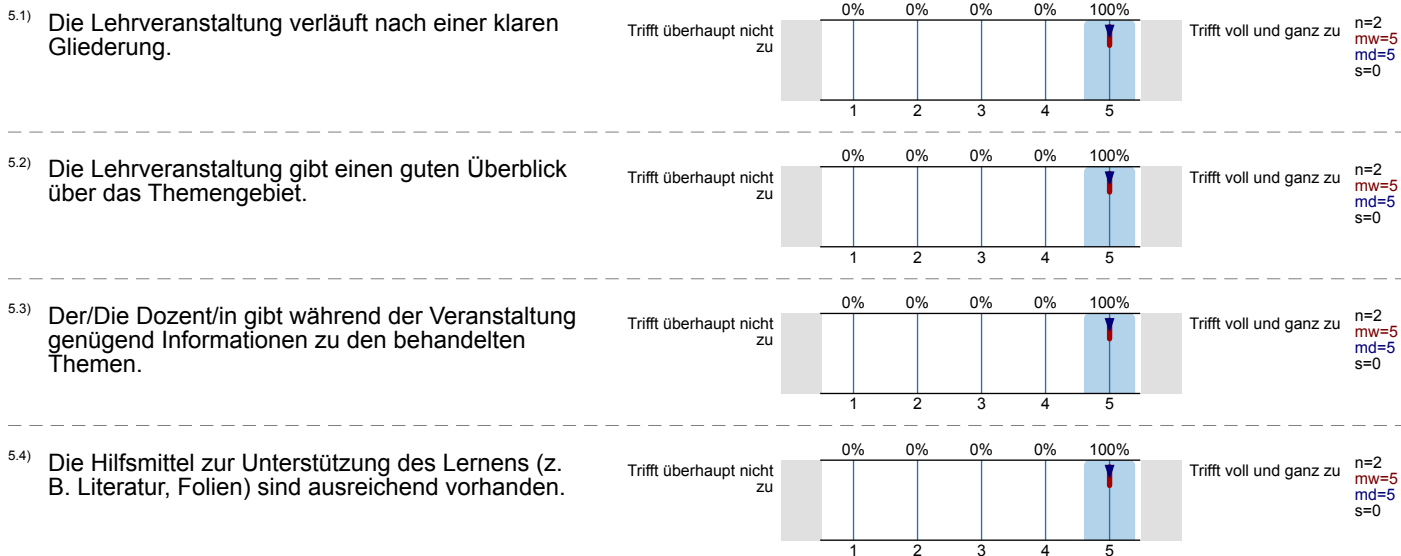 5.1) Die Lehrveranstaltung verläuft nach einer klaren
Gliederung.
Trifft überhaupt nicht
zu
0% 0% 0% 0% 100%
1 2 3 4 5
Trifft voll und ganz zu
n=2
mw=5
md=5
s=0
5.2) Die Lehrveranstaltung gibt einen guten Überblick
über das Themengebiet.
Trifft überhaupt nicht
zu
0% 0% 0% 0% 100%
1 2 3 4 5
Trifft voll und ganz zu
n=2
mw=5
md=5
s=0
5.3) Der/Die Dozent/in gibt während der Veranstaltung
genügend Informationen zu den behandelten
Themen.
Trifft überhaupt nicht
zu
0% 0% 0% 0% 100%
1 2 3 4 5
Trifft voll und ganz zu
n=2
mw=5
md=5
s=0
5.4) Die Hilfsmittel zur Unterstützung des Lernens (z.
B. Literatur, Folien) sind ausreichend vorhanden.
Trifft überhaupt nicht
zu
0% 0% 0% 0% 100%
1 2 3 4 5
Trifft voll und ganz zu
n=2
mw=5
md=5
s=0